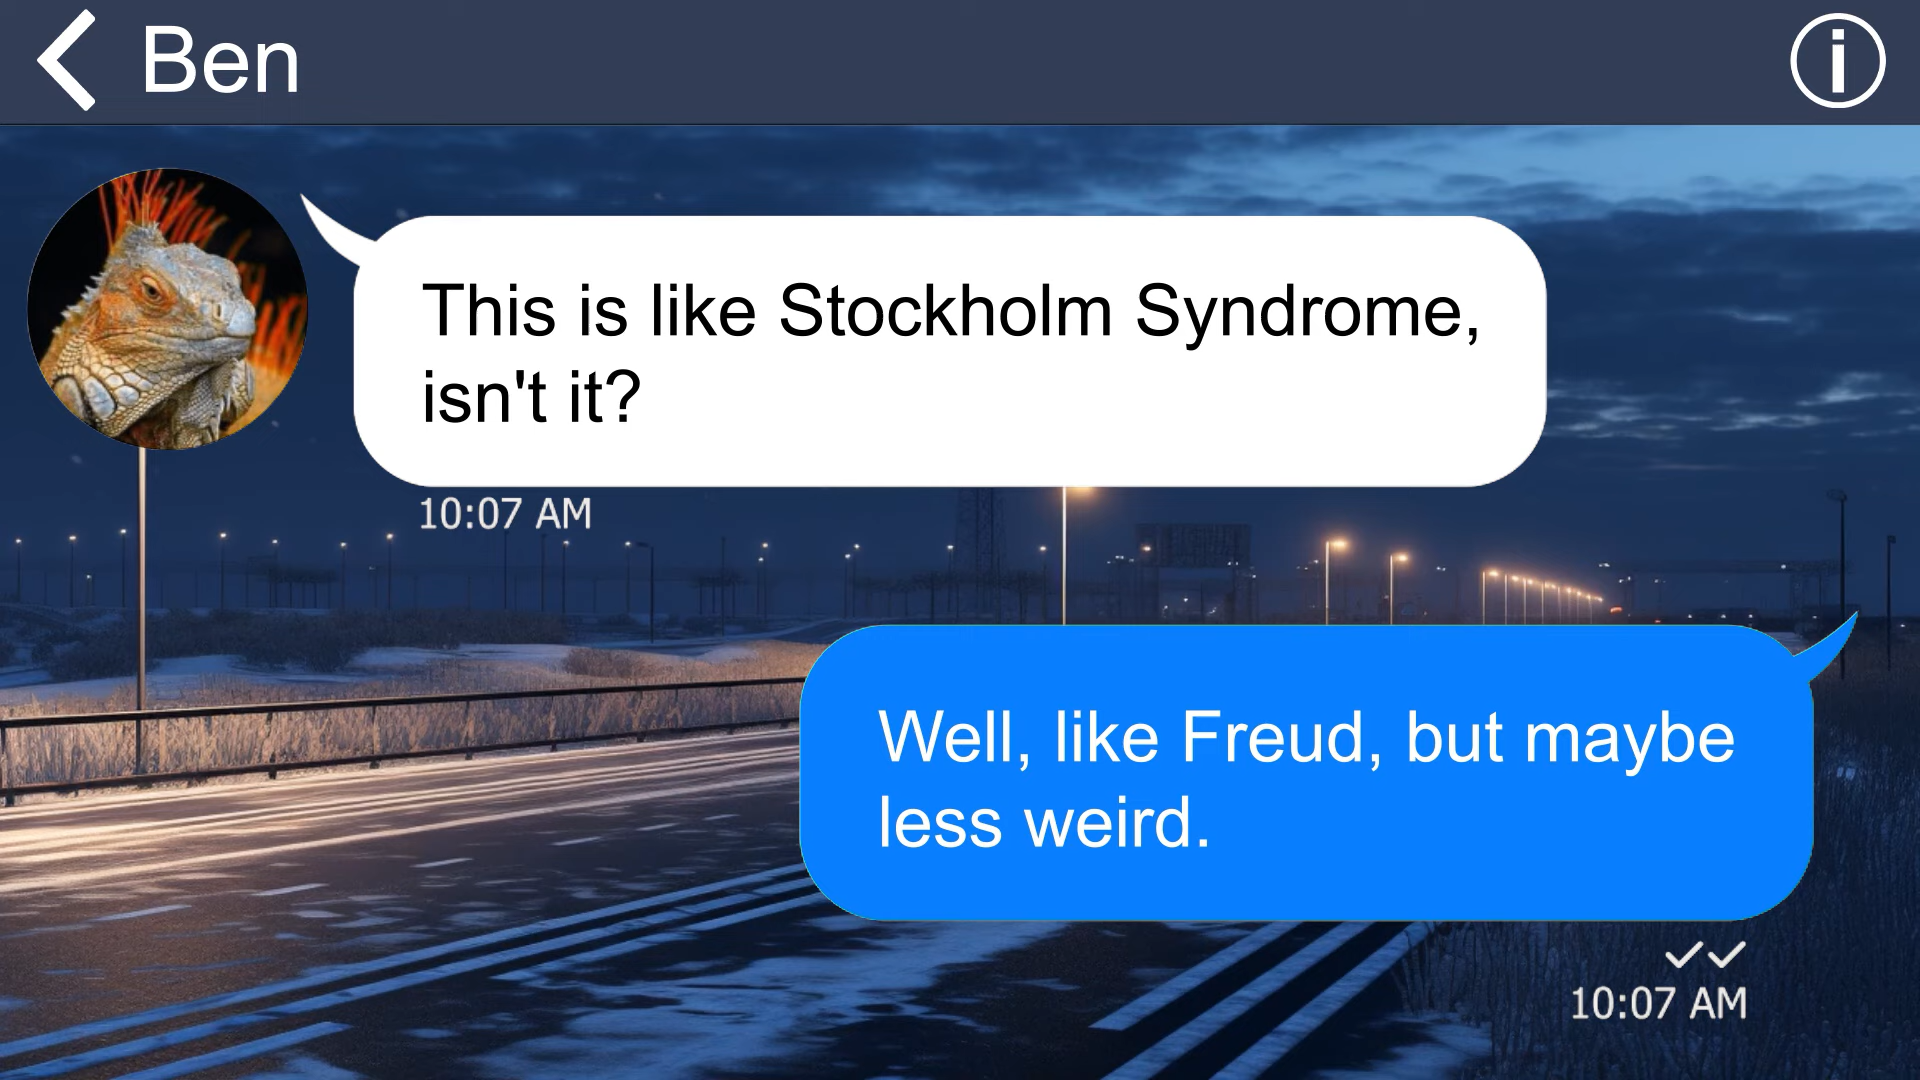 Ben
This is like Stockholm Syndrome,
isn't it?
10:07 AM
Well, like Freud, but maybe
less weird.
10:07 AM